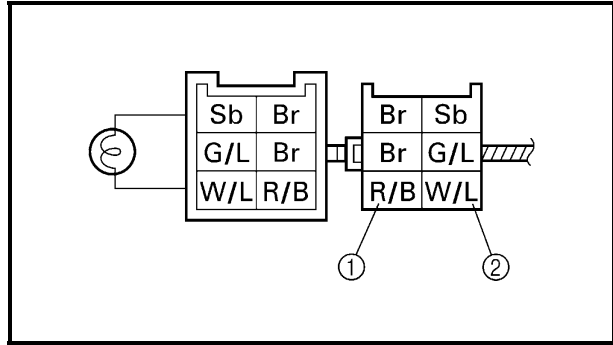 Sb Br Br Sb
G/L Br Br G/L
W/L R/B R/B W/L
① ②